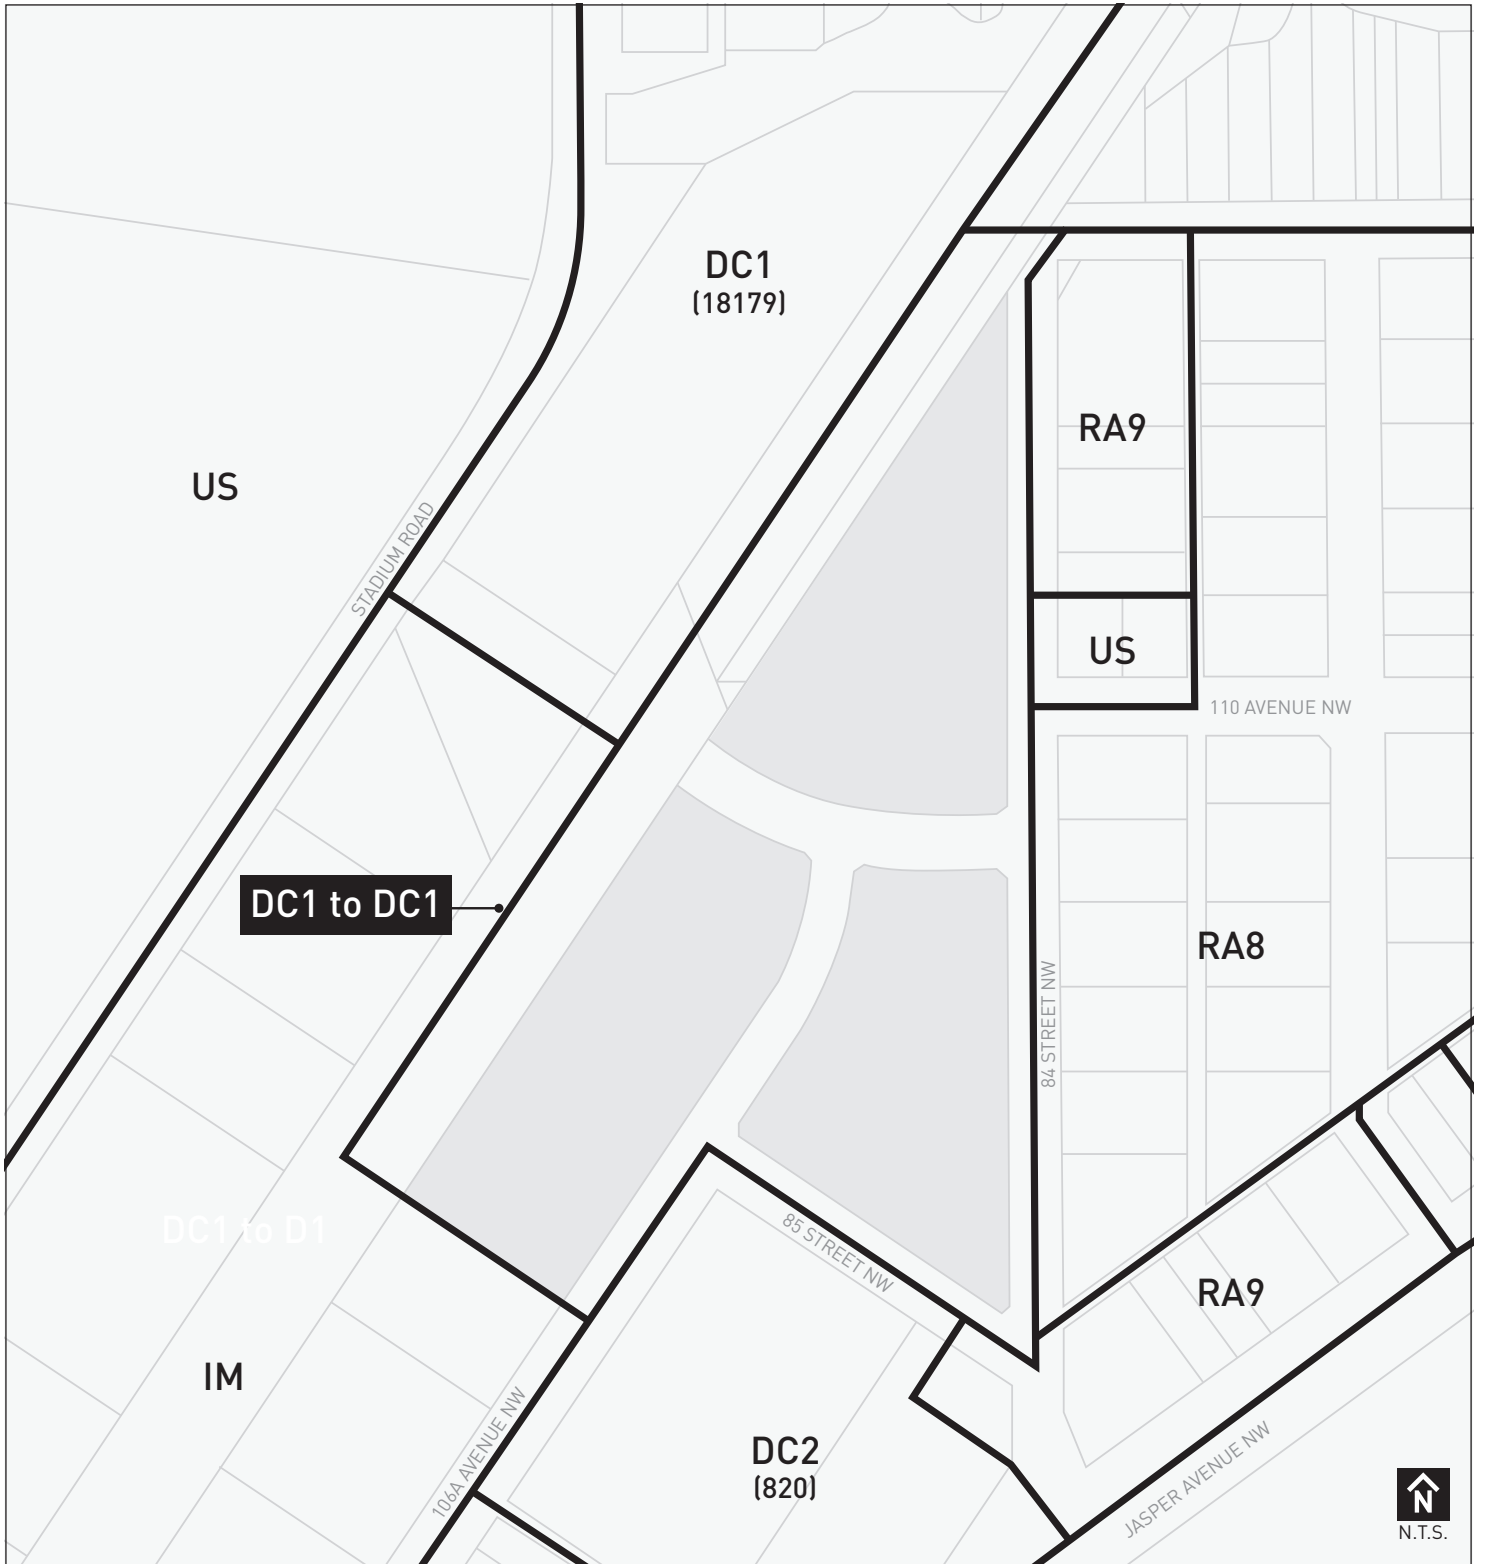 DC1
(18179)
RA9
US
STADIUM ROAD
US
110 AVENUE NW
DC1 to DC1
RA8
84 STREET NW
DC1 to D1
85 STREET NW
RA9
IM
106A AVENUE NW
DC2
(820)
JASPER AVENUE NW
N
N.T.S.